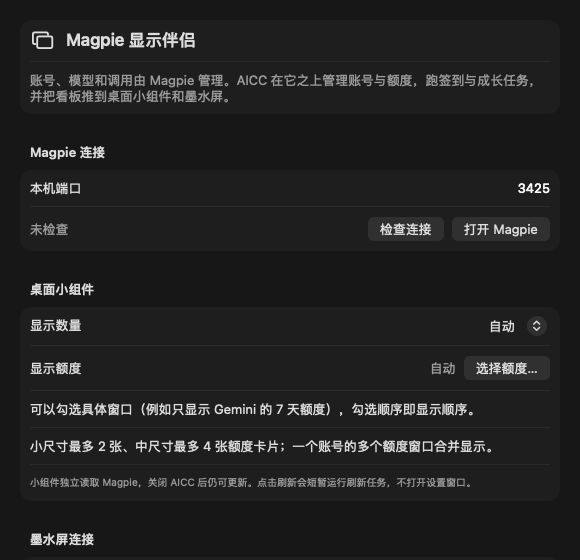 Magpie 显示伴侣
账号、模型和调用由 Magpie 管理。AICC 在它之上管理账号与额度，跑签到与成长任务，
并把看板推到桌面小组件和墨水屏。
Magpie 连接
本机端口 3425
未检查 检查连接 打开 Magpie
桌面小组件
显示数量 自动
显示额度 自动 选择额度...
可以勾选具体窗口（例如只显示 Gemini 的 7 天额度），勾选顺序即显示顺序。
小尺寸最多 2 张、中尺寸最多 4 张额度卡片；一个账号的多个额度窗口合并显示。
小组件独立读取 Magpie，关闭 AICC 后仍可更新。点击刷新会短暂运行刷新任务，不打开设置窗口。
墨水屏连接